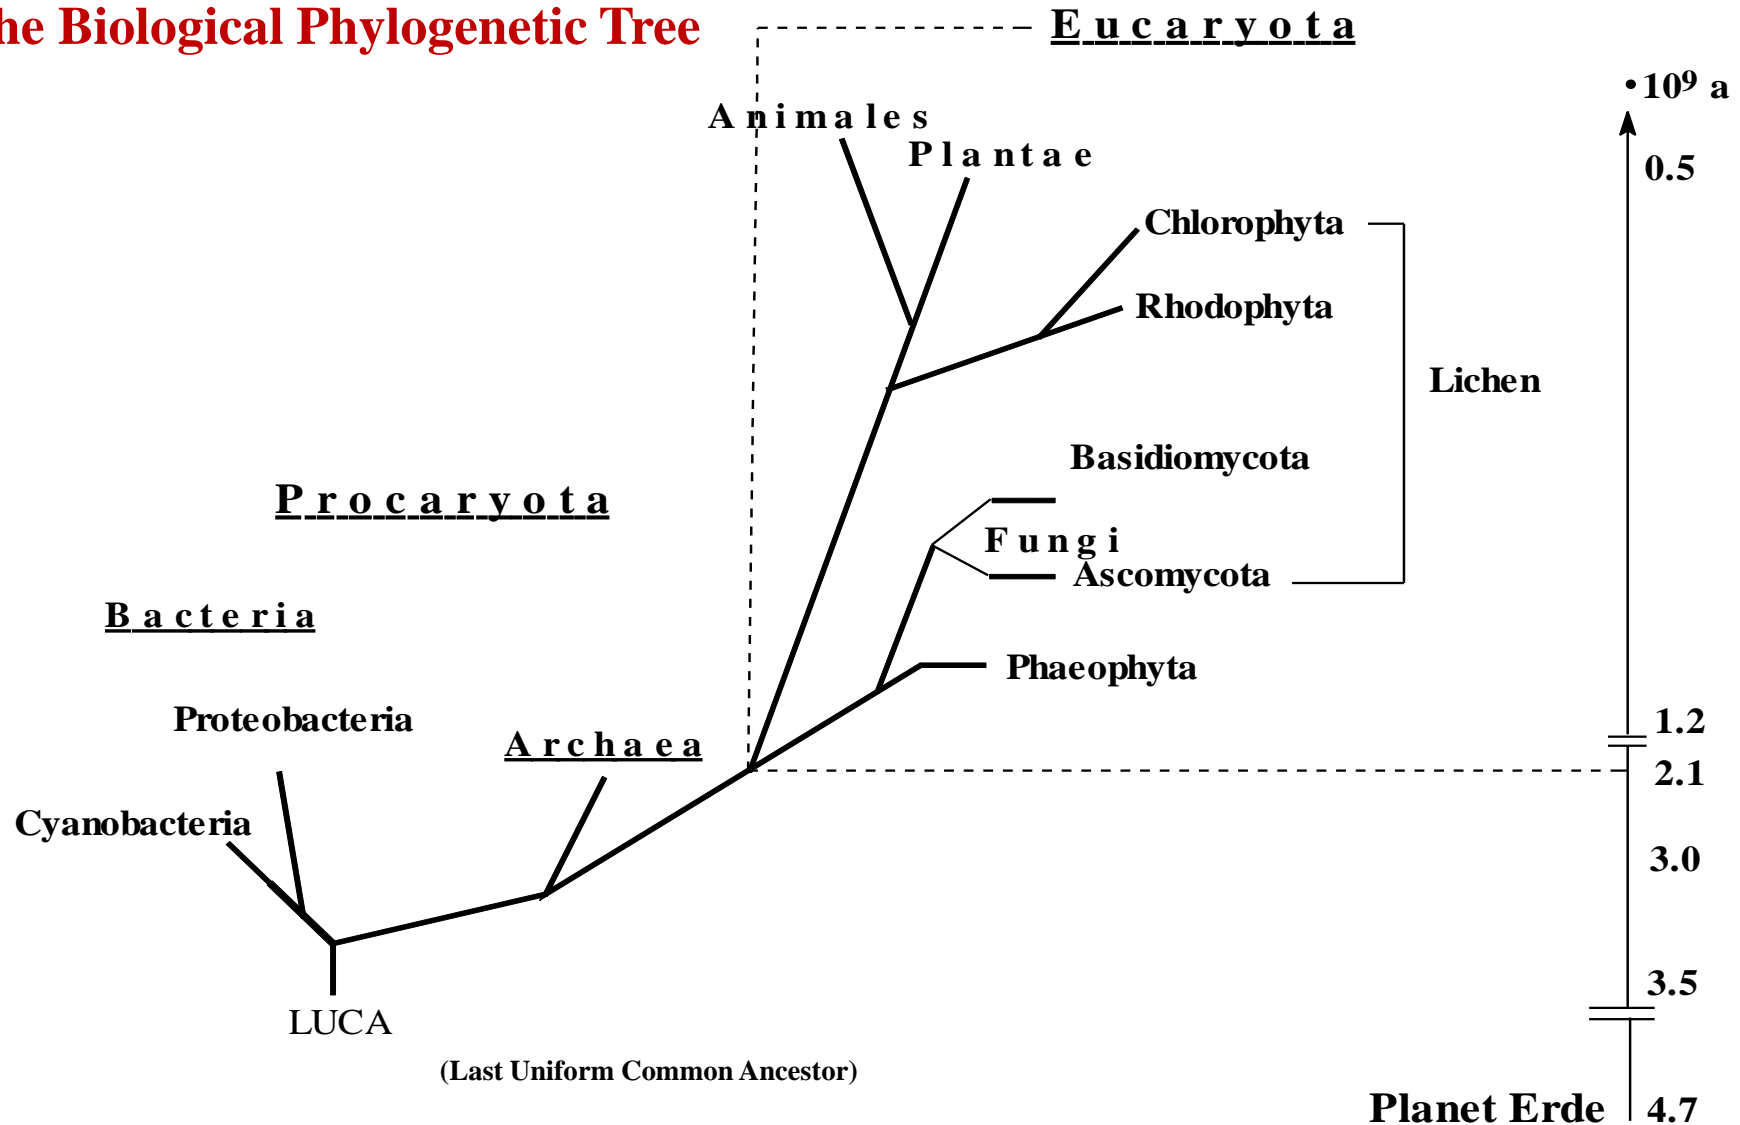 he Biological Phylogenetic Tree
Eucaryota
•10⁹ a
Animales
Plantae
0.5
Chlorophyta
Rhodophyta
Lichen
Basidiomycota
Procaryota
Fungi
Ascomycota
Bacteria
Phaeophyta
Proteobacteria
1.2
Archaea
2.1
Cyanobacteria
3.0
3.5
LUCA
(Last Uniform Common Ancestor)
Planet Erde
4.7